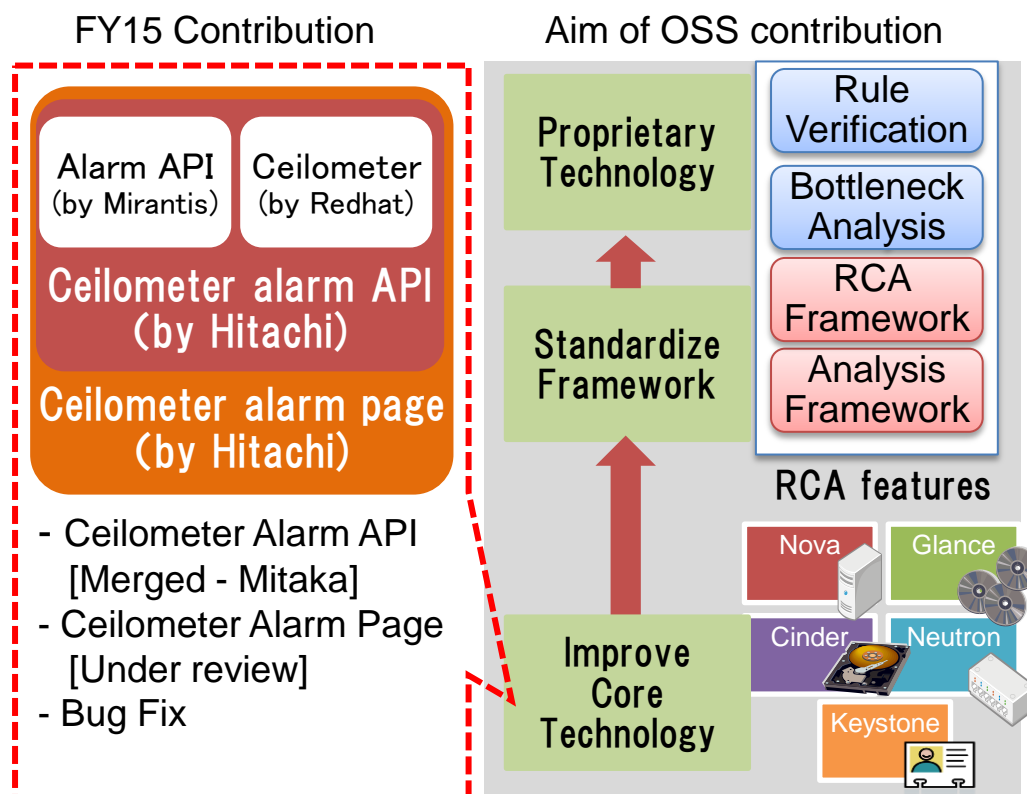 FY15 Contribution
Alarm API
(by Mirantis)
Ceilometer
(by Redhat)
Ceilometer alarm API
(by Hitachi)
Ceilometer alarm page
(by Hitachi)
- Ceilometer Alarm API
[Merged - Mitaka]
- Ceilometer Alarm Page
[Under review]
- Bug Fix
Aim of OSS contribution
Proprietary
Technology
Standardize
Framework
Improve
Core
Technology
Rule
Verification
Bottleneck
Analysis
RCA
Framework
Analysis
Framework
RCA features
Nova
Glance
Cinder
Neutron
Keystone